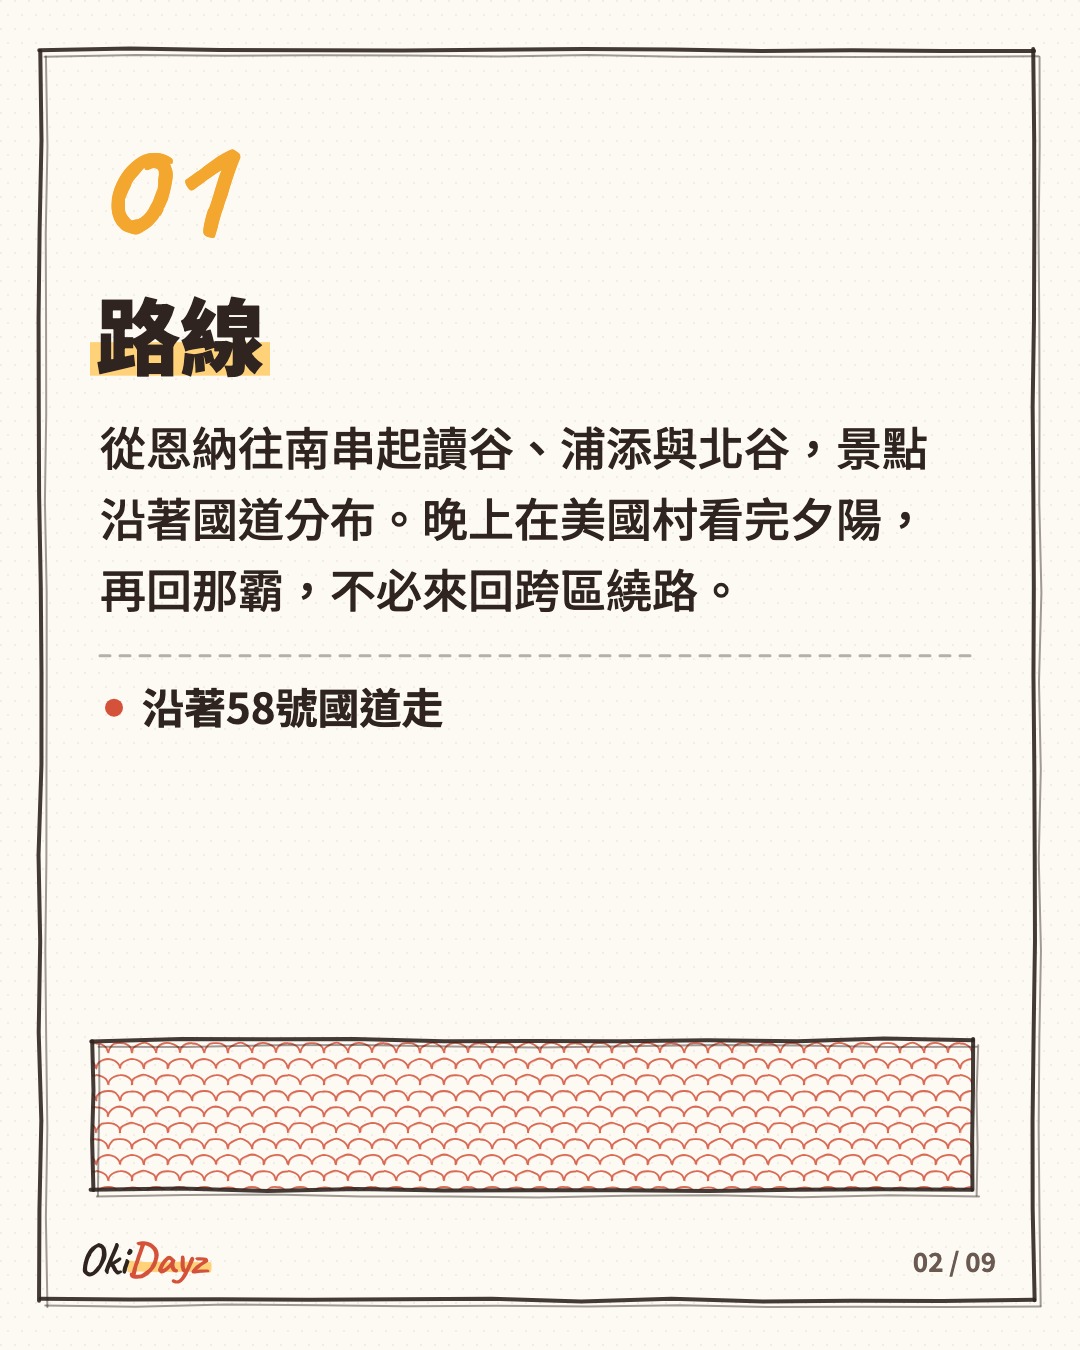 01
路線
從恩納往南串起讀谷、浦添與北谷，景點
沿著國道分布。晚上在美國村看完夕陽，
再回那霸，不必來回跨區繞路。
沿著58號國道走
OkiDayz
02 / 09